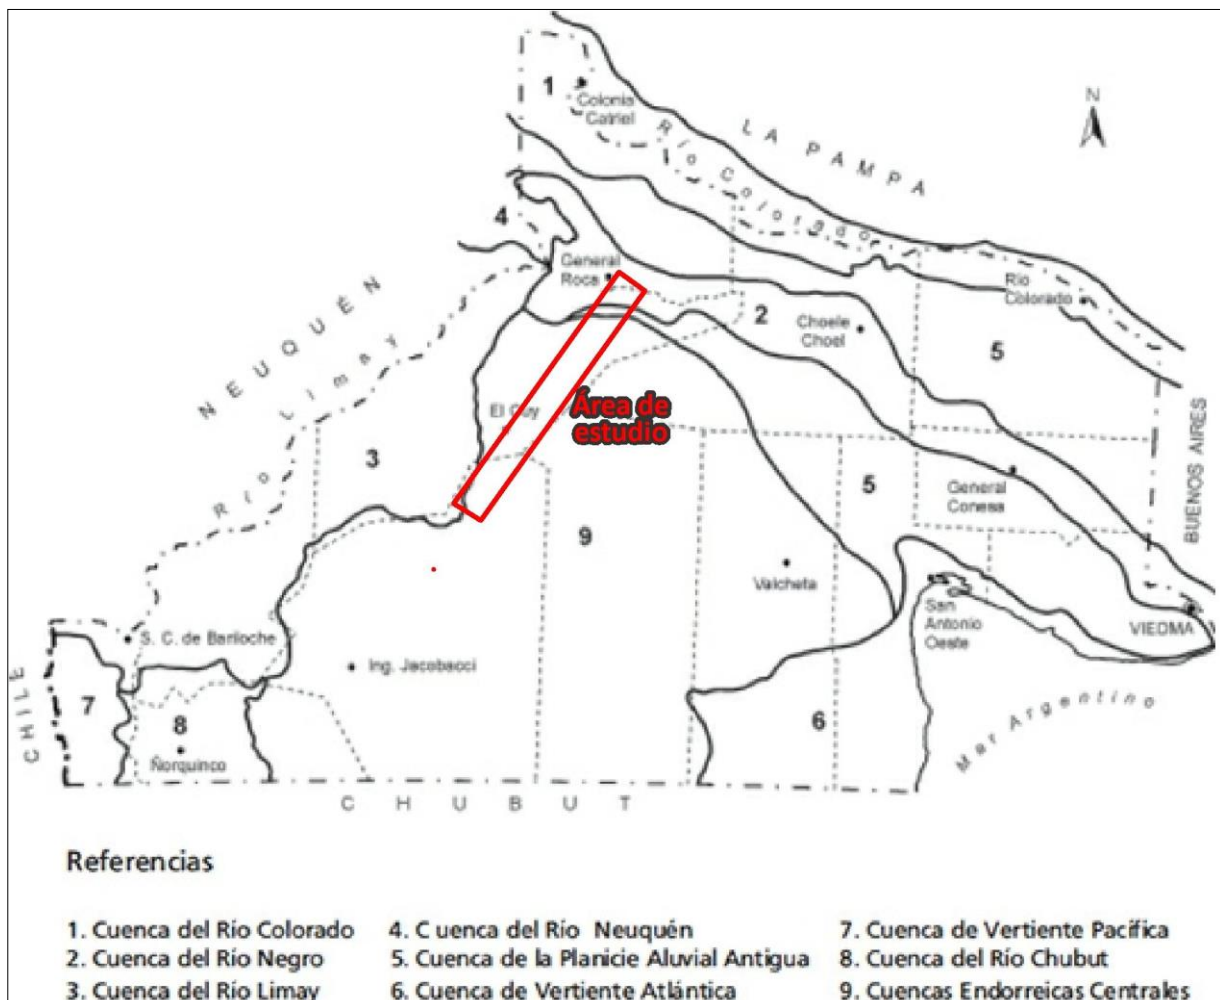 1
Colonia
Catriel
N
LA PAMPA
Río Colorado
4
General
Roca
NEUQUÉN
Río Limay
Río
Colorado
2
Choele
Choel
5
El Cuy
Área de
estudio
3
BUENOS AIRES
5
General
Conesa
9
Valcheta
San
Antonio
Oeste
VIEDMA
S. C. de Bariloche
Ing. Jacobacci
CHILE
7
8
Ñorquinco
6
Mar Argentino
CHUBUT
Referencias
1. Cuenca del Río Colorado
2. Cuenca del Río Negro
3. Cuenca del Río Limay
4. C uenca del Río Neuquén
5. Cuenca de la Planicie Aluvial Antigua
6. Cuenca de Vertiente Atlántica
7. Cuenca de Vertiente Pacífica
8. Cuenca del Río Chubut
9. Cuencas Endorreicas Centrales